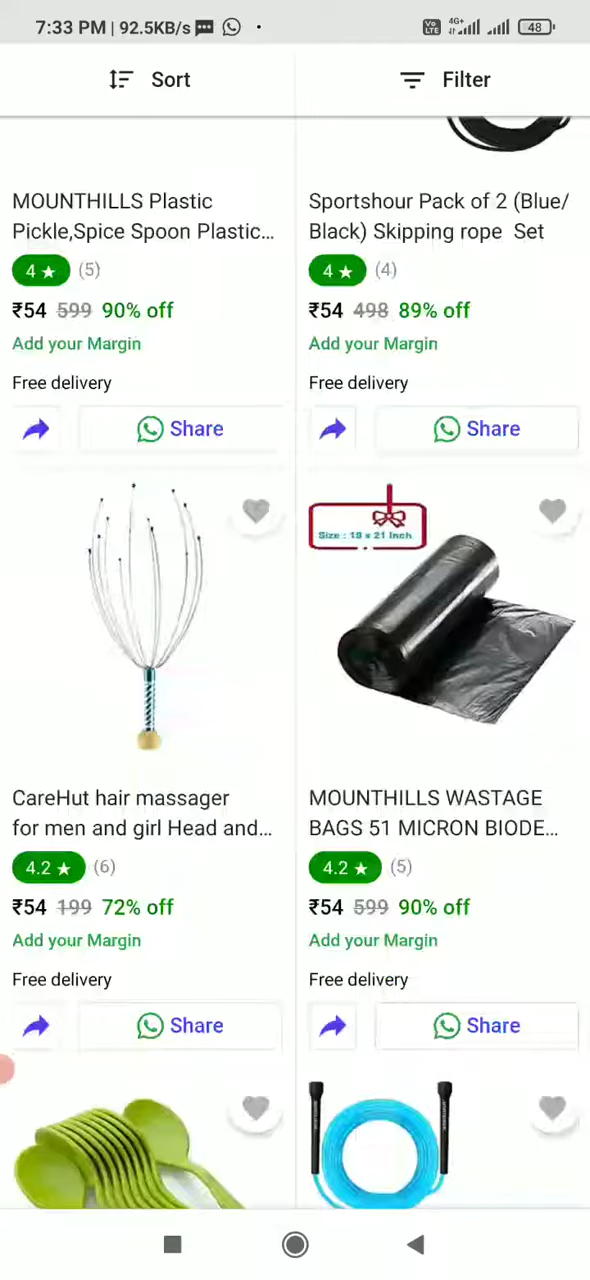 7:33 PM | 92.5KB/s
Vo LTE 4G+ 48
Sort
Filter
MOUNTHILLS Plastic
Pickle,Spice Spoon Plastic...
4 ★ (5)
₹54 599 90% off
Add your Margin
Free delivery
Share
Sportshour Pack of 2 (Blue/
Black) Skipping rope Set
4 ★ (4)
₹54 498 89% off
Add your Margin
Free delivery
Share
Size : 18 x 21 Inch
CareHut hair massager
for men and girl Head and...
4.2 ★ (6)
₹54 199 72% off
Add your Margin
Free delivery
Share
MOUNTHILLS WASTAGE
BAGS 51 MICRON BIODE...
4.2 ★ (5)
₹54 599 90% off
Add your Margin
Free delivery
Share